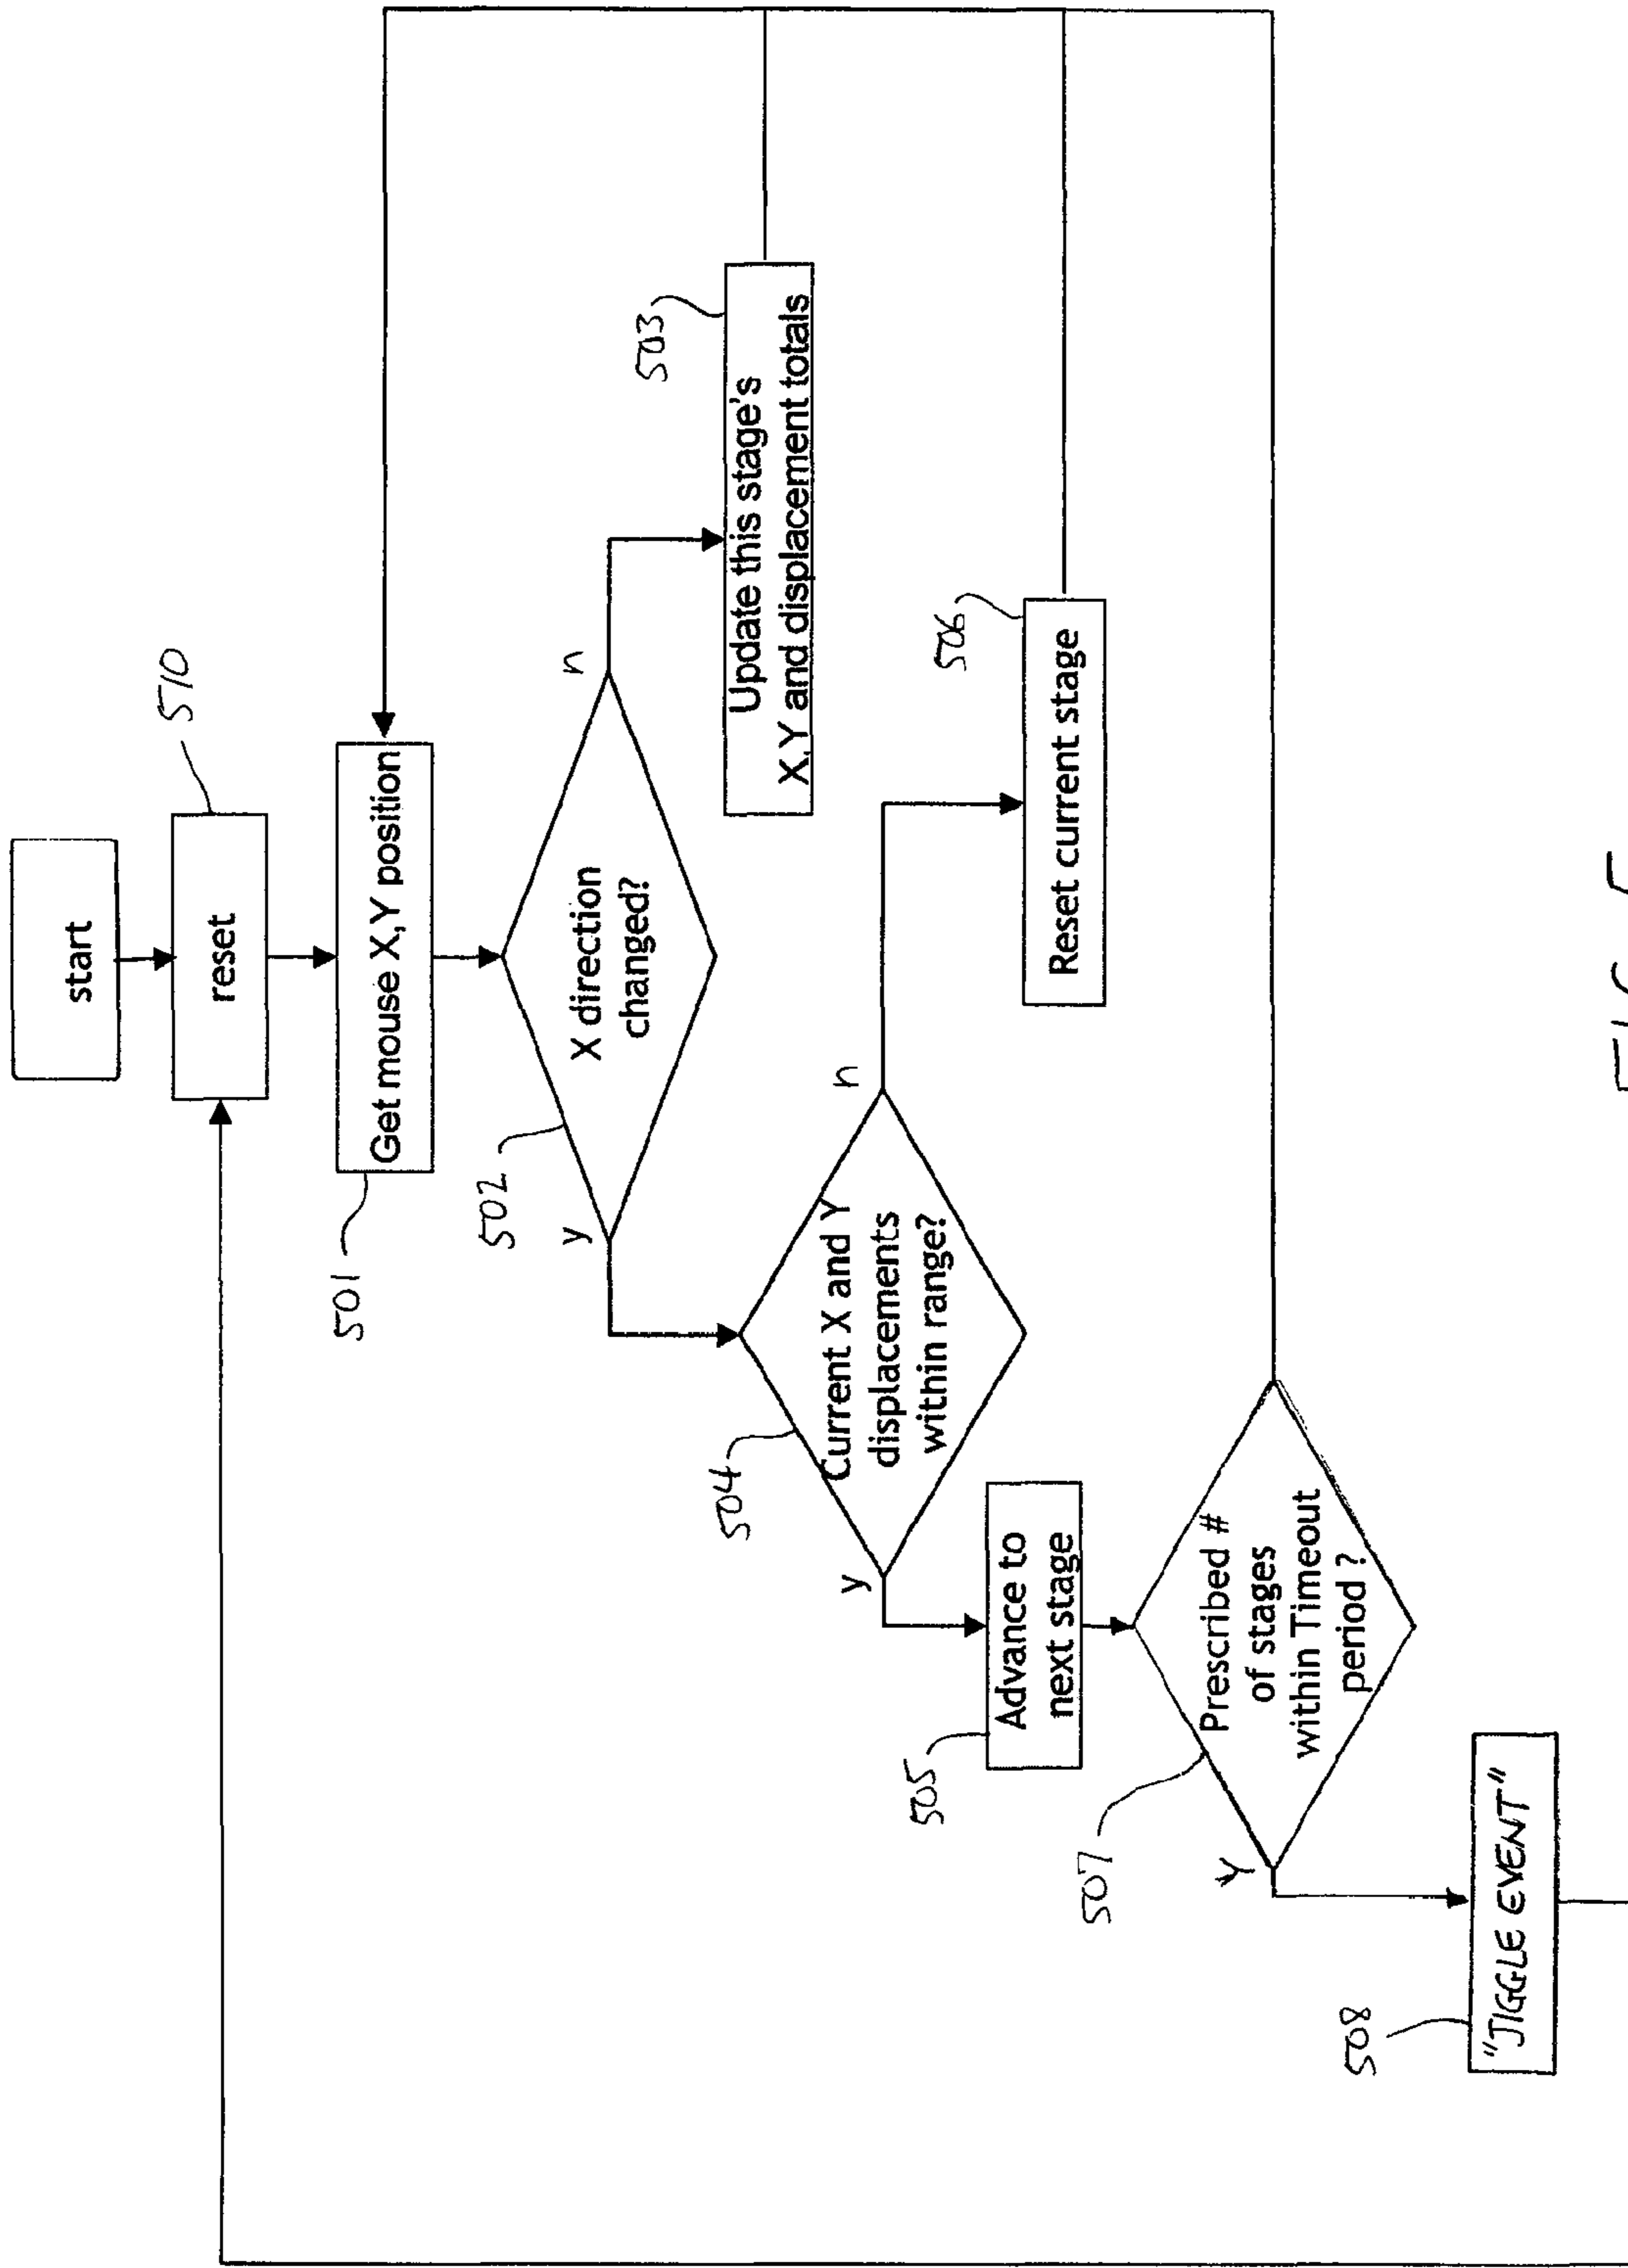 start
reset
510
Get mouse X,Y position
501
X direction
changed?
502
y
n
Update this stage's
X,Y and displacement totals
503
Current X and Y
displacements
within range?
504
y
n
Reset current stage
506
Advance to
next stage
505
Prescribed #
of stages
within Timeout
period ?
507
Y
"JIGGLE EVENT"
508